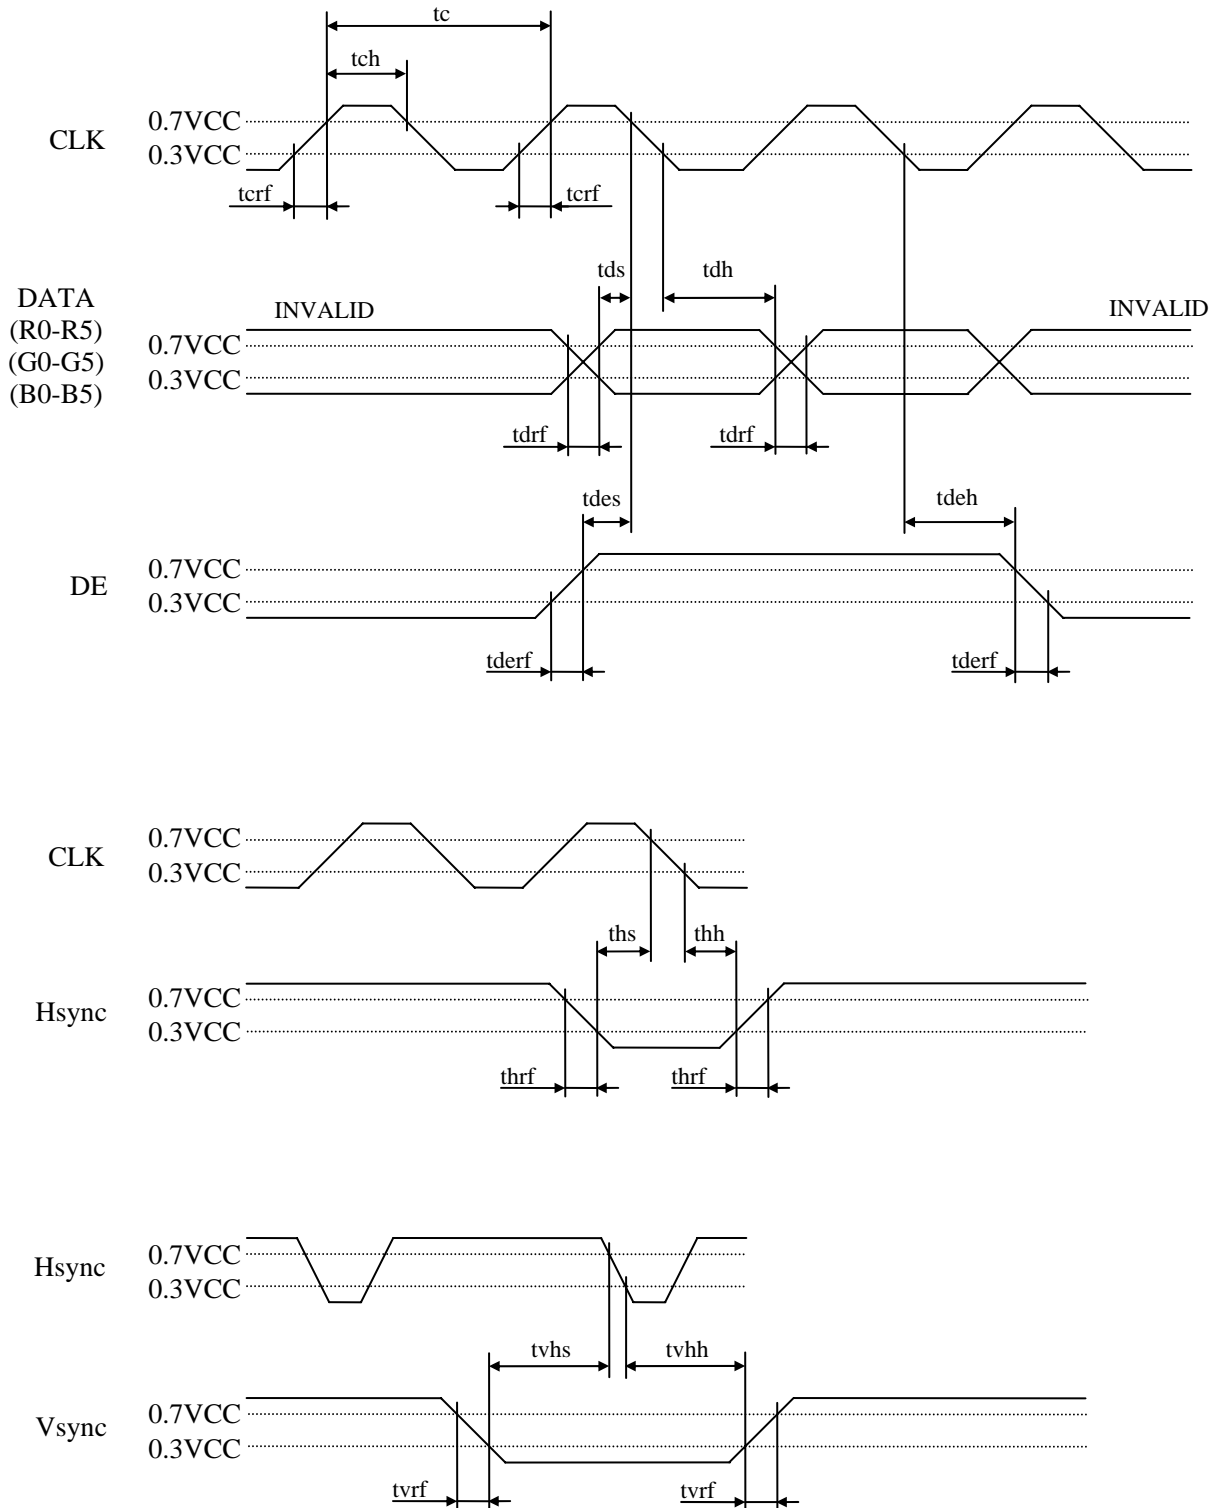 tc
tch
CLK
0.7VCC
0.3VCC
tcrf
tcrf
tds
tdh
DATA
(R0-R5)
(G0-G5)
(B0-B5)
INVALID
INVALID
0.7VCC
0.3VCC
tdrf
tdrf
tdes
tdeh
DE
0.7VCC
0.3VCC
tderf
tderf
CLK
0.7VCC
0.3VCC
ths
thh
Hsync
0.7VCC
0.3VCC
thrf
thrf
Hsync
0.7VCC
0.3VCC
tvhs
tvhh
Vsync
0.7VCC
0.3VCC
tvrf
tvrf